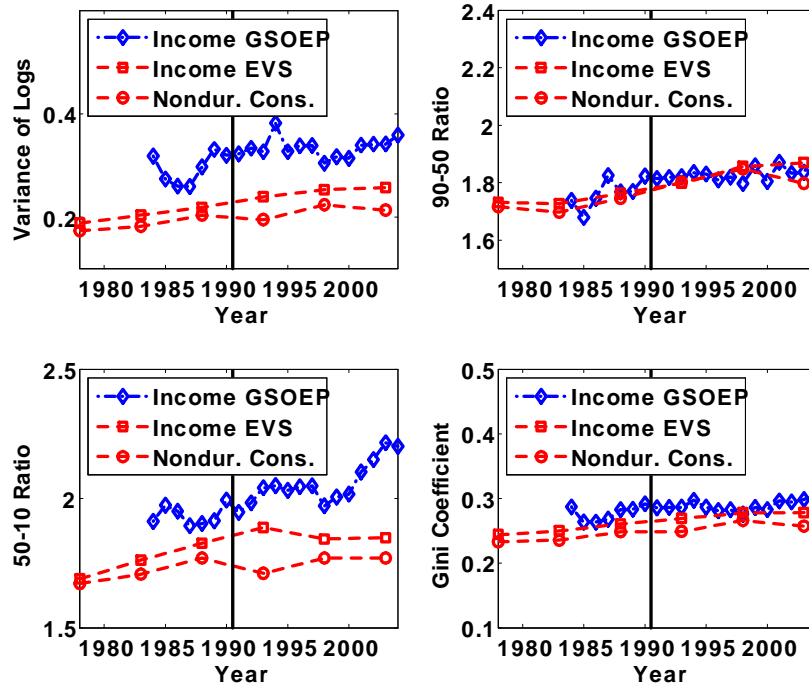 Variance of Logs
0.4
0.2
Income GSOEP
Income EVS
Nondur. Cons.
1980 1985 1990 1995 2000
Year
90-50 Ratio
2.4
2.2
2
1.8
1.6
Income GSOEP
Income EVS
Nondur. Cons.
1980 1985 1990 1995 2000
Year
50-10 Ratio
2.5
2
1.5
Income GSOEP
Income EVS
Nondur. Cons.
1980 1985 1990 1995 2000
Year
Gini Coefficient
0.5
0.4
0.3
0.2
0.1
Income GSOEP
Income EVS
Nondur. Cons.
1980 1985 1990 1995 2000
Year